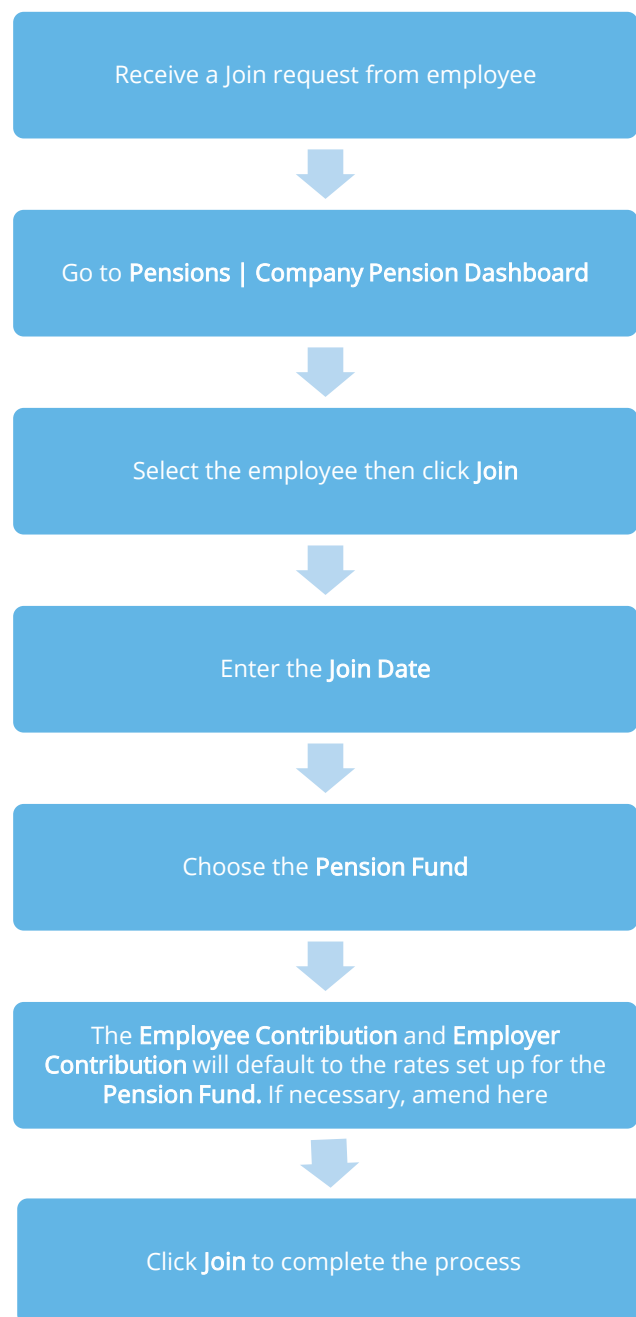 Receive a Join request from employee
Go to Pensions | Company Pension Dashboard
Select the employee then click Join
Enter the Join Date
Choose the Pension Fund
The Employee Contribution and Employer
Contribution will default to the rates set up for the
Pension Fund. If necessary, amend here
Click Join to complete the process